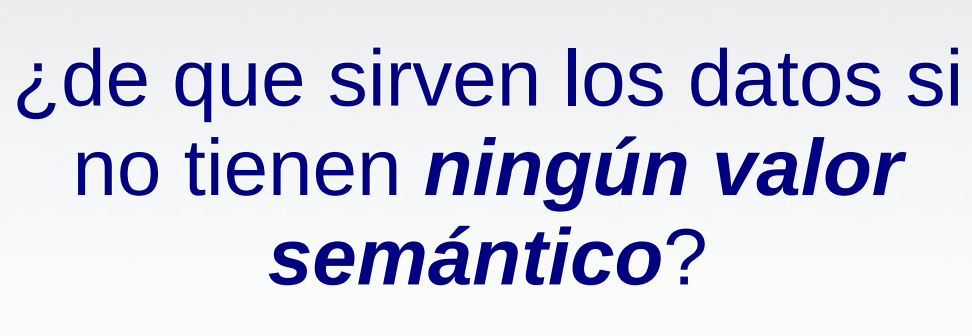 ¿de que sirven los datos si
no tienen ningún valor
semántico?